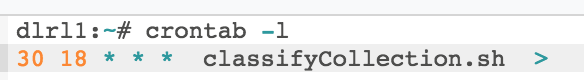 dlrl1:~# crontab -l
30 18 * * * classifyCollection.sh >